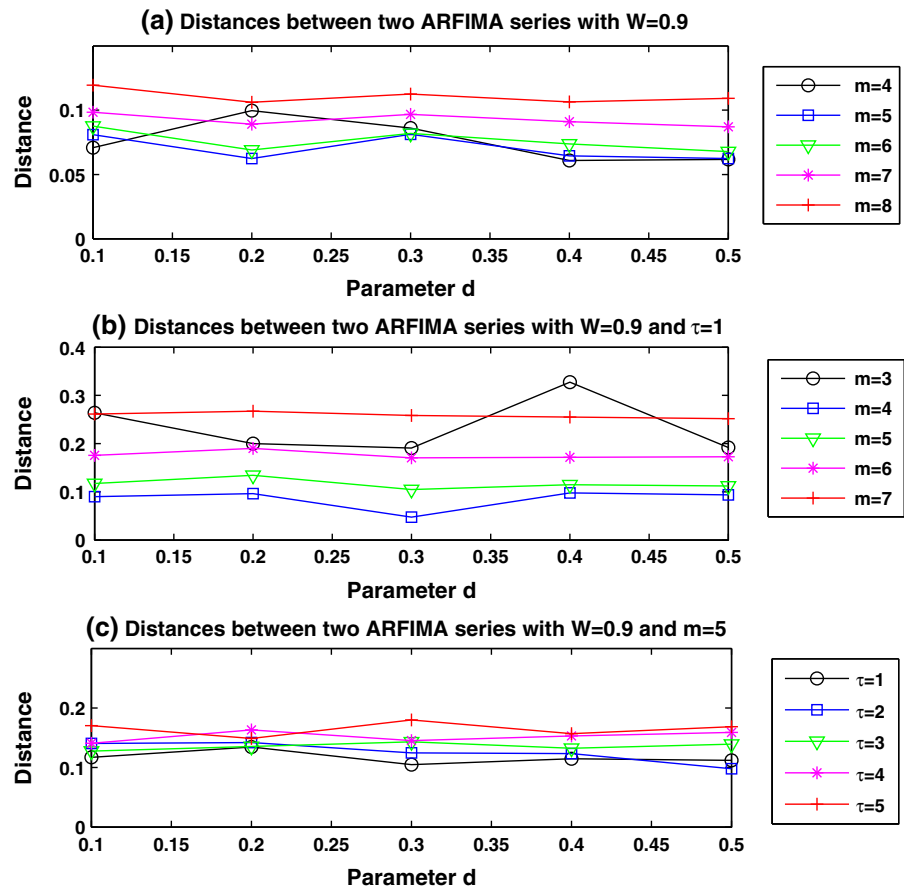 (a) Distances between two ARFIMA series with W=0.9
Distance
0.1
0.05
0
0.1 0.15 0.2 0.25 0.3 0.35 0.4 0.45 0.5
Parameter d
m=4
m=5
m=6
m=7
m=8
(b) Distances between two ARFIMA series with W=0.9 and τ=1
Distance
0.4
0.3
0.2
0.1
0
0.1 0.15 0.2 0.25 0.3 0.35 0.4 0.45 0.5
Parameter d
m=3
m=4
m=5
m=6
m=7
(c) Distances between two ARFIMA series with W=0.9 and m=5
Distance
0.2
0.1
0
0.1 0.15 0.2 0.25 0.3 0.35 0.4 0.45 0.5
Parameter d
τ=1
τ=2
τ=3
τ=4
τ=5